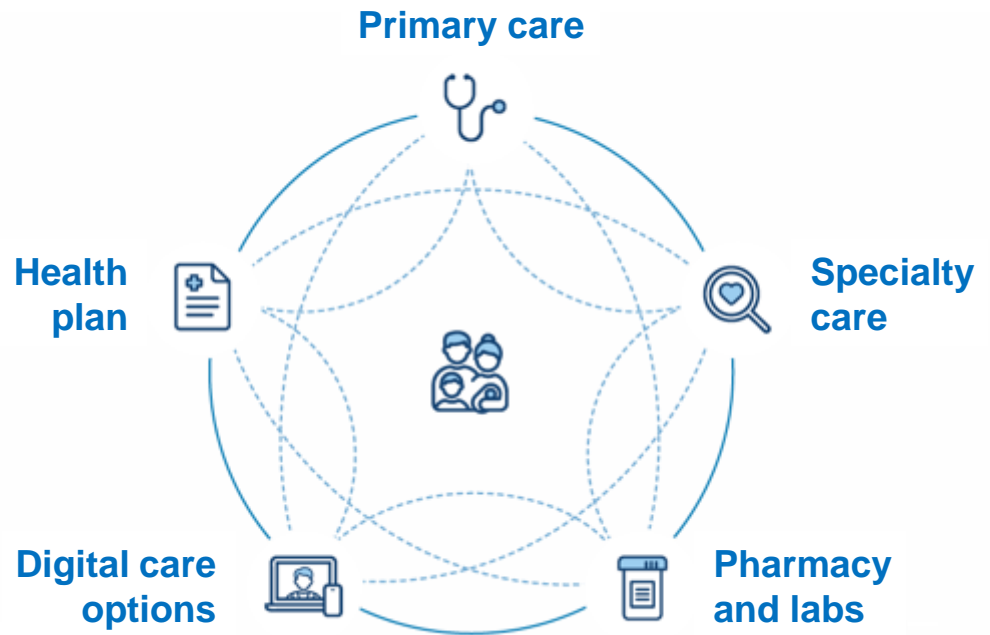 Primary care
Health
plan
Specialty
care
Digital care
options
Pharmacy
and labs